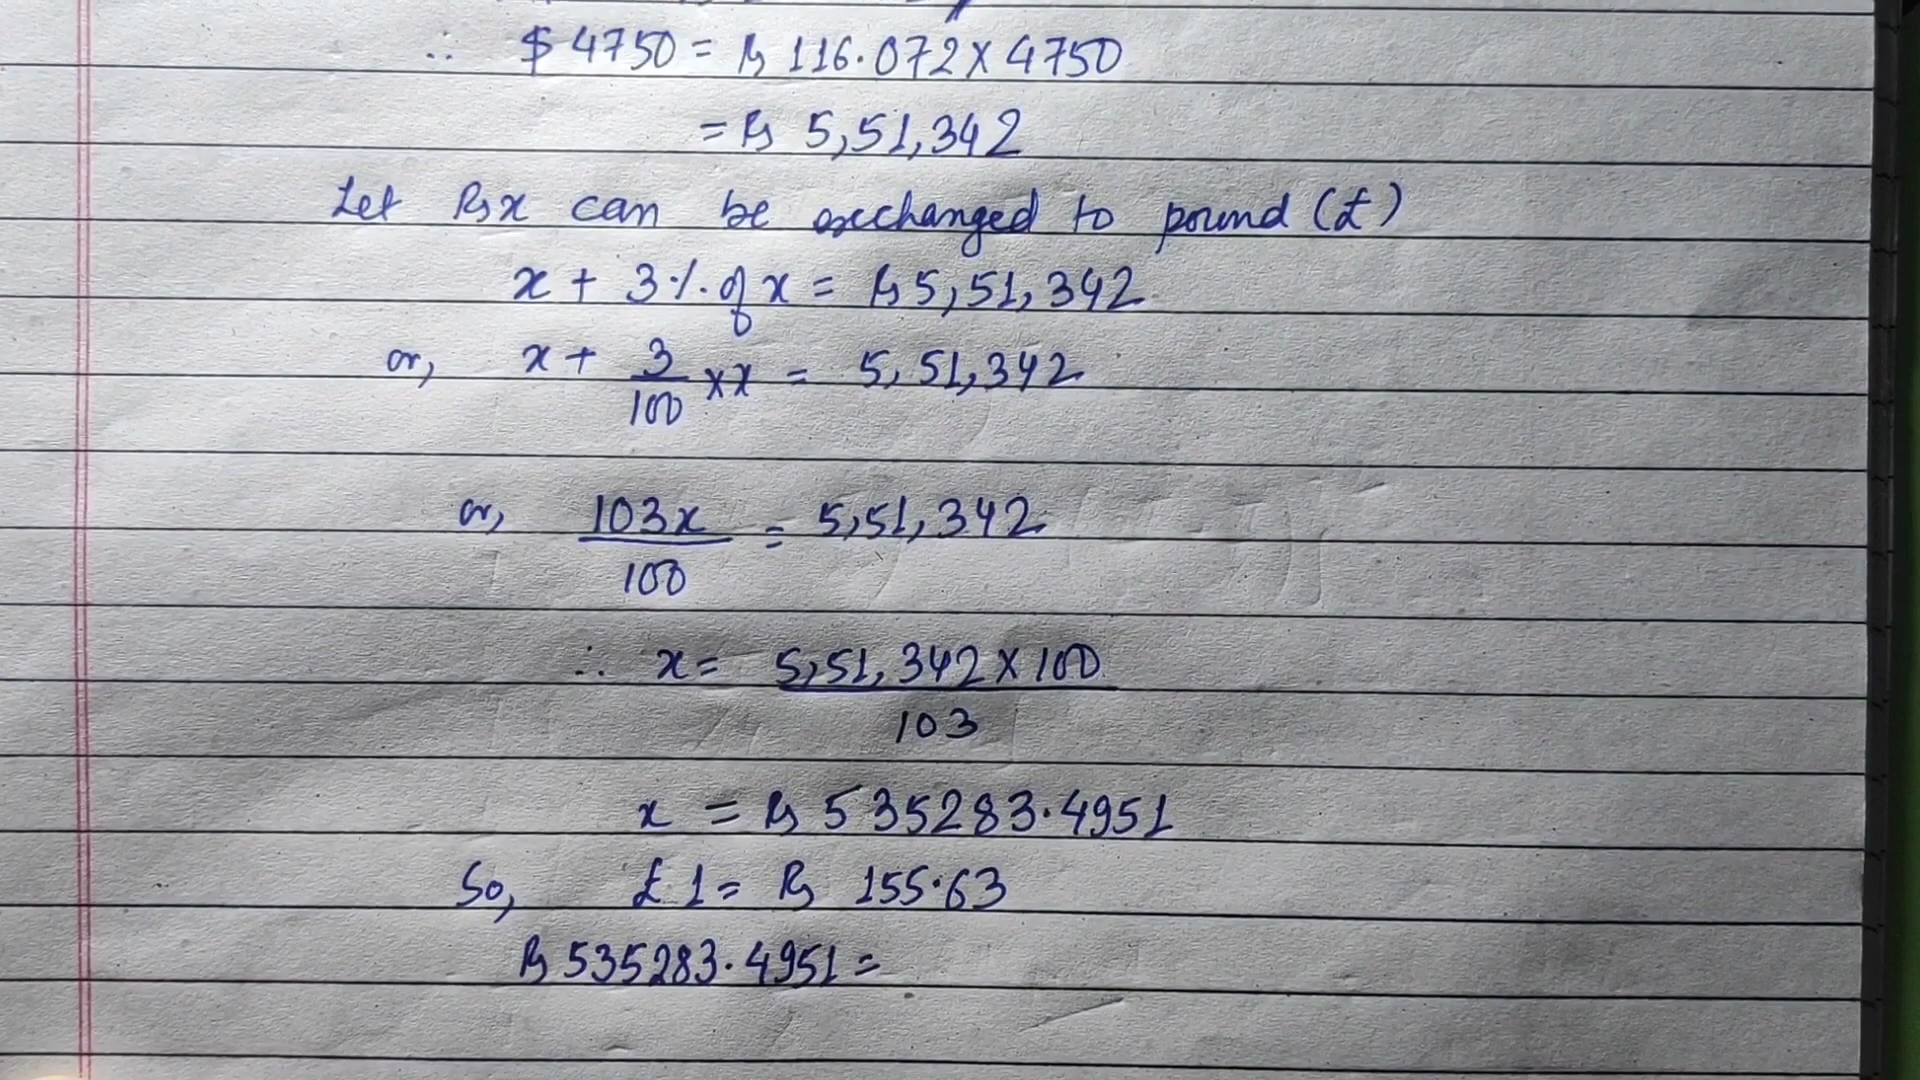 ∴ $ 4750 = Rs 116.072 × 4750
= Rs 5,51,342
Let Rs x can be exchanged to pound (£)
x + 3% of x = Rs 5,51,342
or, x + 3/100 × x = 5,51,342
or, 103x/100 = 5,51,342
∴ x = 5,51,342 × 100/103
x = Rs 535283.4951
So, £ 1 = Rs 155.63
Rs 535283.4951 =